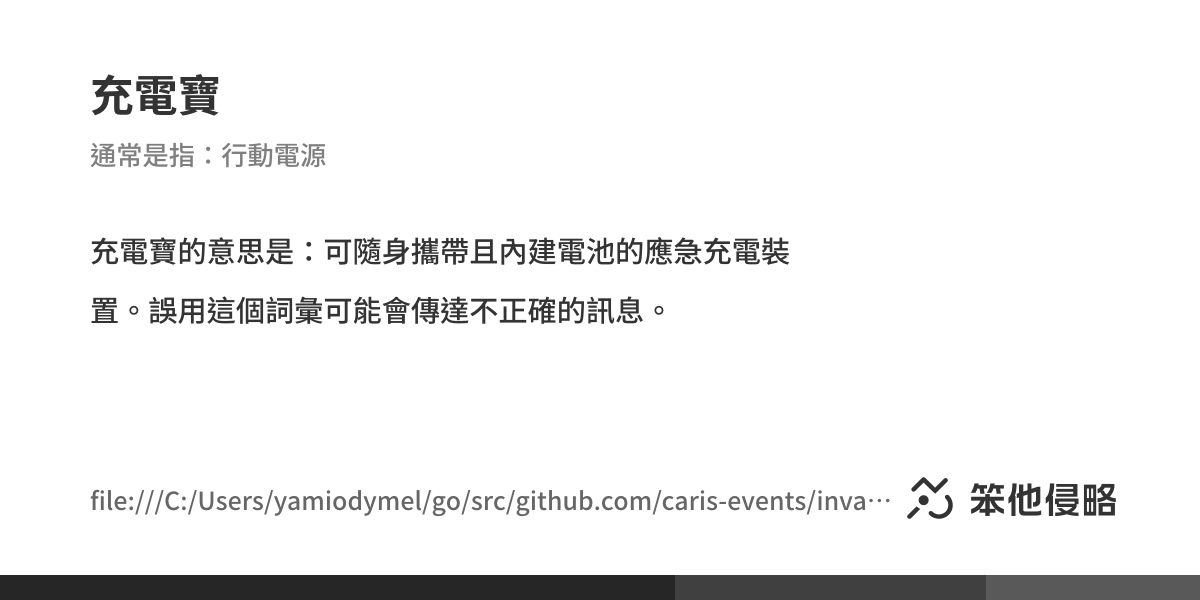 充電寶
通常是指：行動電源
充電寶的意思是：可隨身攜帶且內建電池的應急充電裝
置。誤用這個詞彙可能會傳達不正確的訊息。
file:///C:/Users/yamiodymel/go/src/github.com/caris-events/inva…
笨他侵略